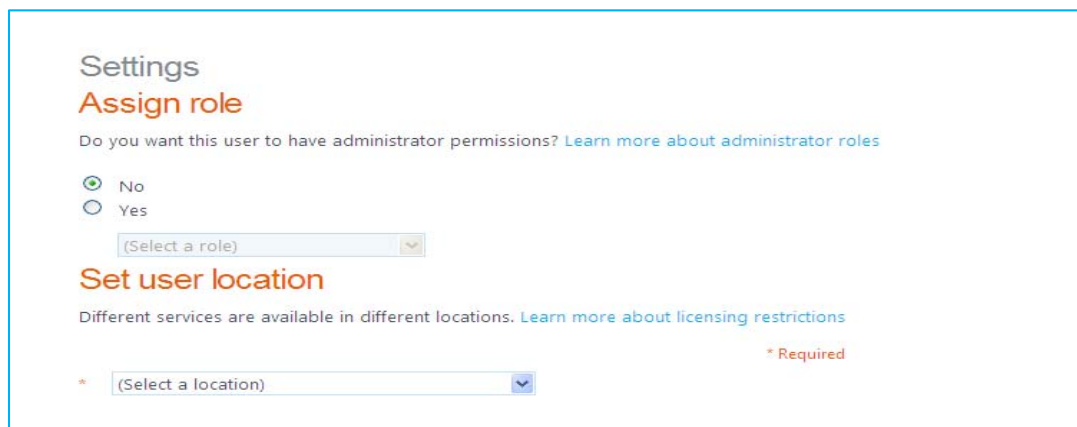 Settings
Assign role
Do you want this user to have administrator permissions? Learn more about administrator roles
No
Yes
(Select a role)
Set user location
Different services are available in different locations. Learn more about licensing restrictions
* Required
* (Select a location)